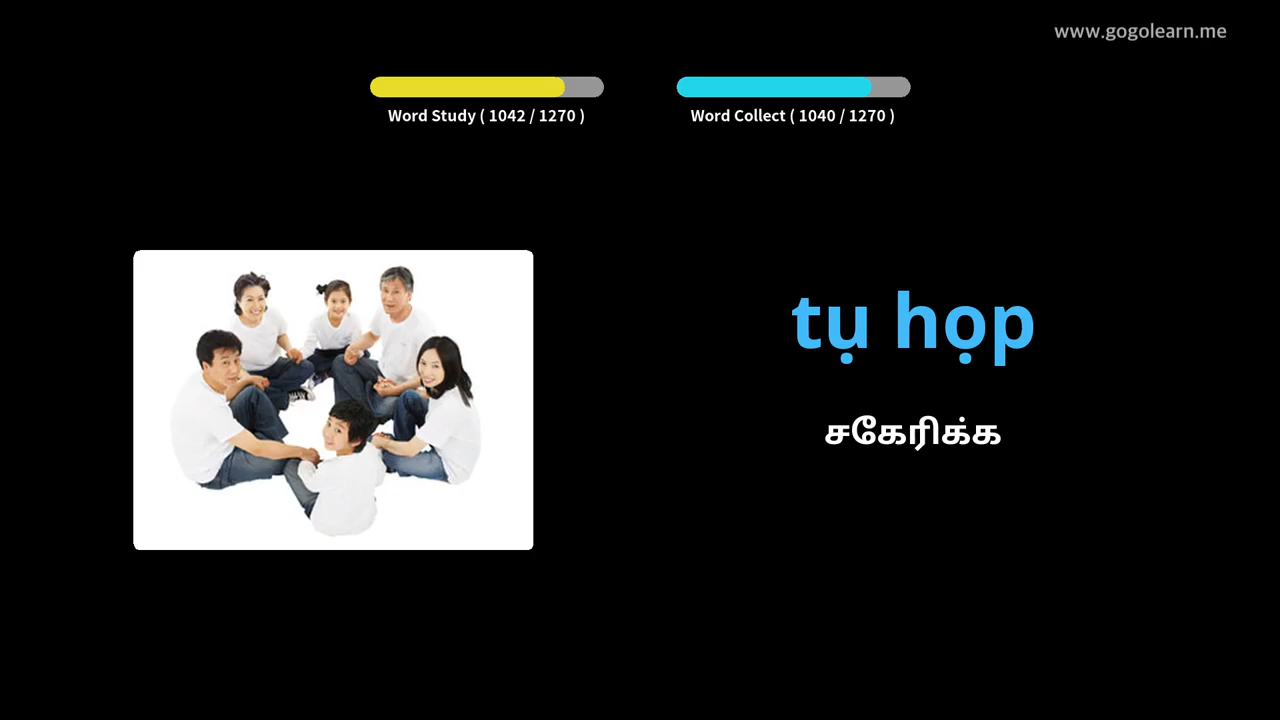 www.gogolearn.me
Word Study ( 1042 / 1270 )
Word Collect ( 1040 / 1270 )
tụ họp
சகேரிக்க